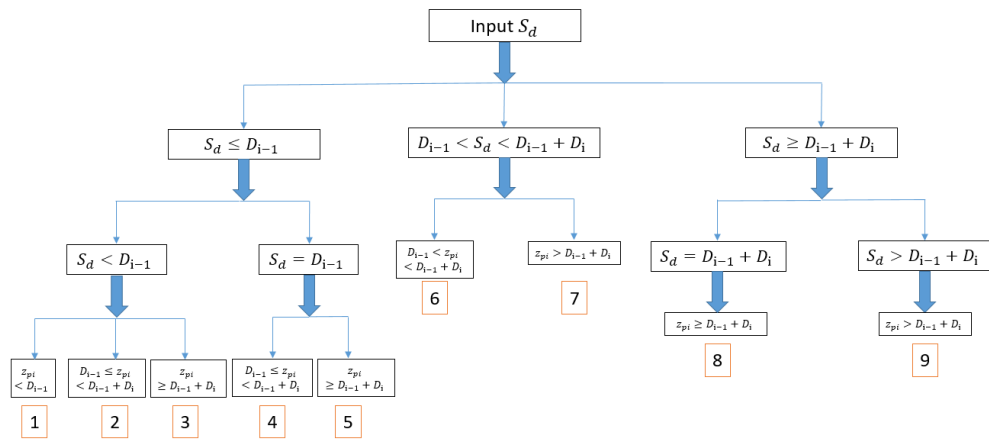 Input S_d
S_d ≤ D_{i−1}
D_{i−1} < S_d < D_{i−1} + D_i
S_d ≥ D_{i−1} + D_i
S_d < D_{i−1}
S_d = D_{i−1}
D_{i−1} < z_{pi}
< D_{i−1} + D_i
z_{pi} > D_{i−1} + D_i
S_d = D_{i−1} + D_i
S_d > D_{i−1} + D_i
6
7
z_{pi} ≥ D_{i−1} + D_i
z_{pi} > D_{i−1} + D_i
8
9
z_{pi}
< D_{i−1}
D_{i−1} ≤ z_{pi}
< D_{i−1} + D_i
z_{pi}
≥ D_{i−1} + D_i
D_{i−1} ≤ z_{pi}
< D_{i−1} + D_i
z_{pi}
≥ D_{i−1} + D_i
1
2
3
4
5